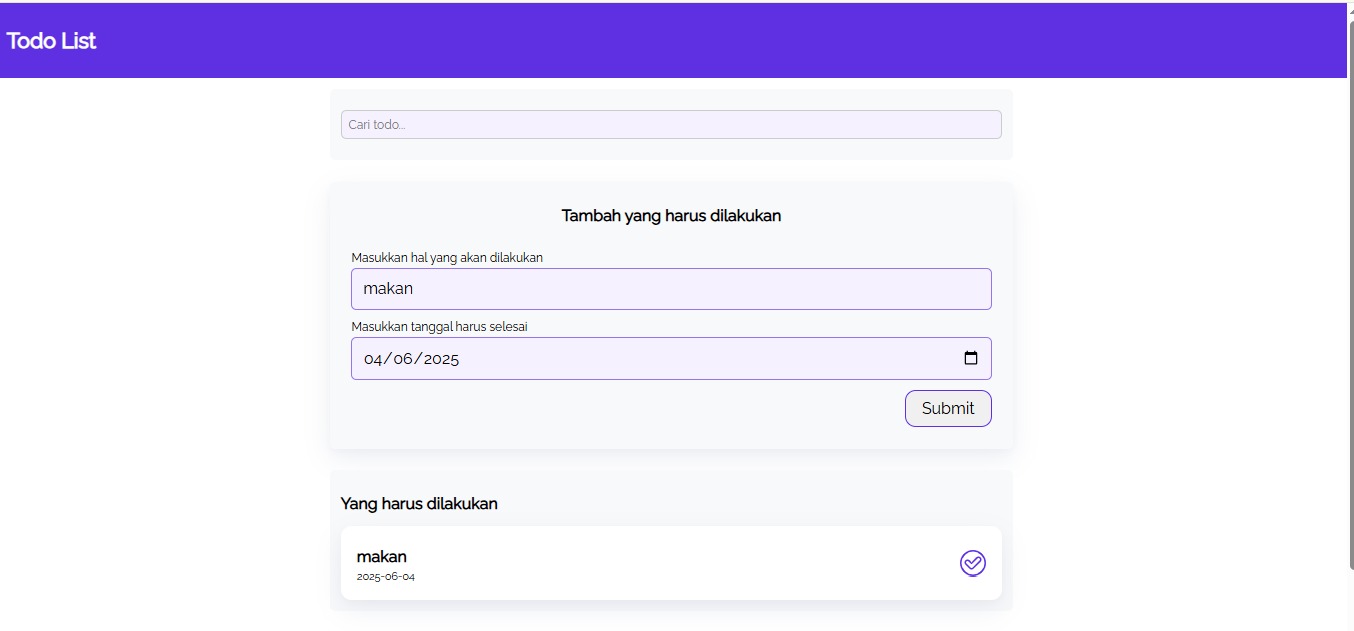 Todo List
Cari todo...
Tambah yang harus dilakukan
Masukkan hal yang akan dilakukan
makan
Masukkan tanggal harus selesai
04/06/2025
Submit
Yang harus dilakukan
makan
2025-06-04